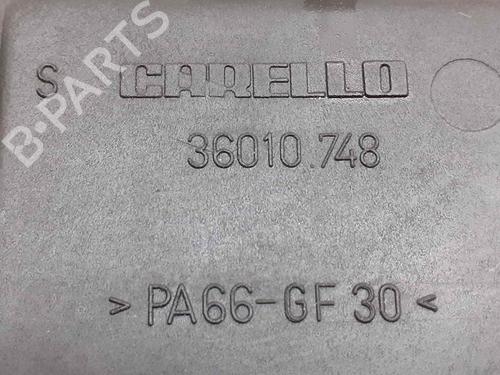 S CARELLO
36010.748
> PA66-GF30 <
B-PARTS